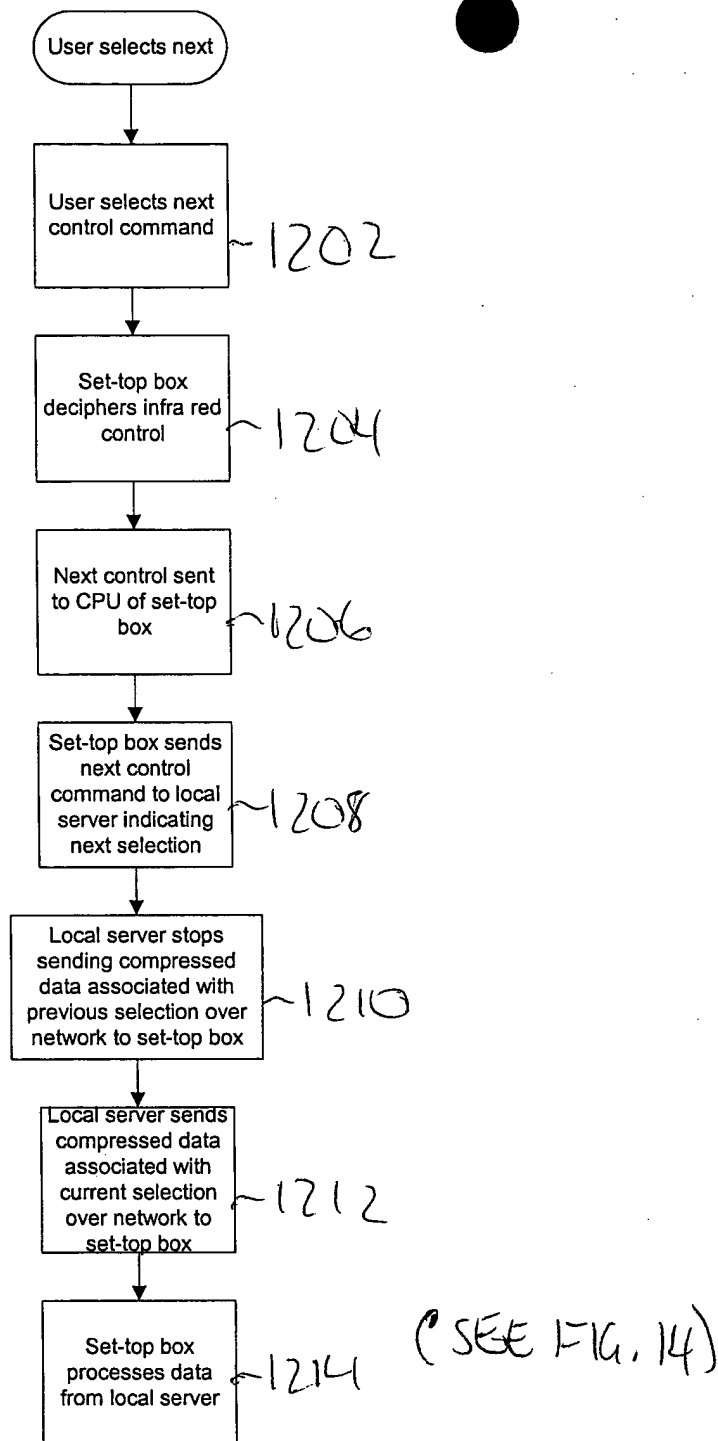 User selects next
User selects next
control command
1202
Set-top box
deciphers infra red
control
1204
Next control sent
to CPU of set-top
box
1206
Set-top box sends
next control
command to local
server indicating
next selection
1208
Local server stops
sending compressed
data associated with
previous selection over
network to set-top box
1210
Local server sends
compressed data
associated with
current selection
over network to
set-top box
1212
Set-top box
processes data
from local server
1214
(SEE FIG. 14)